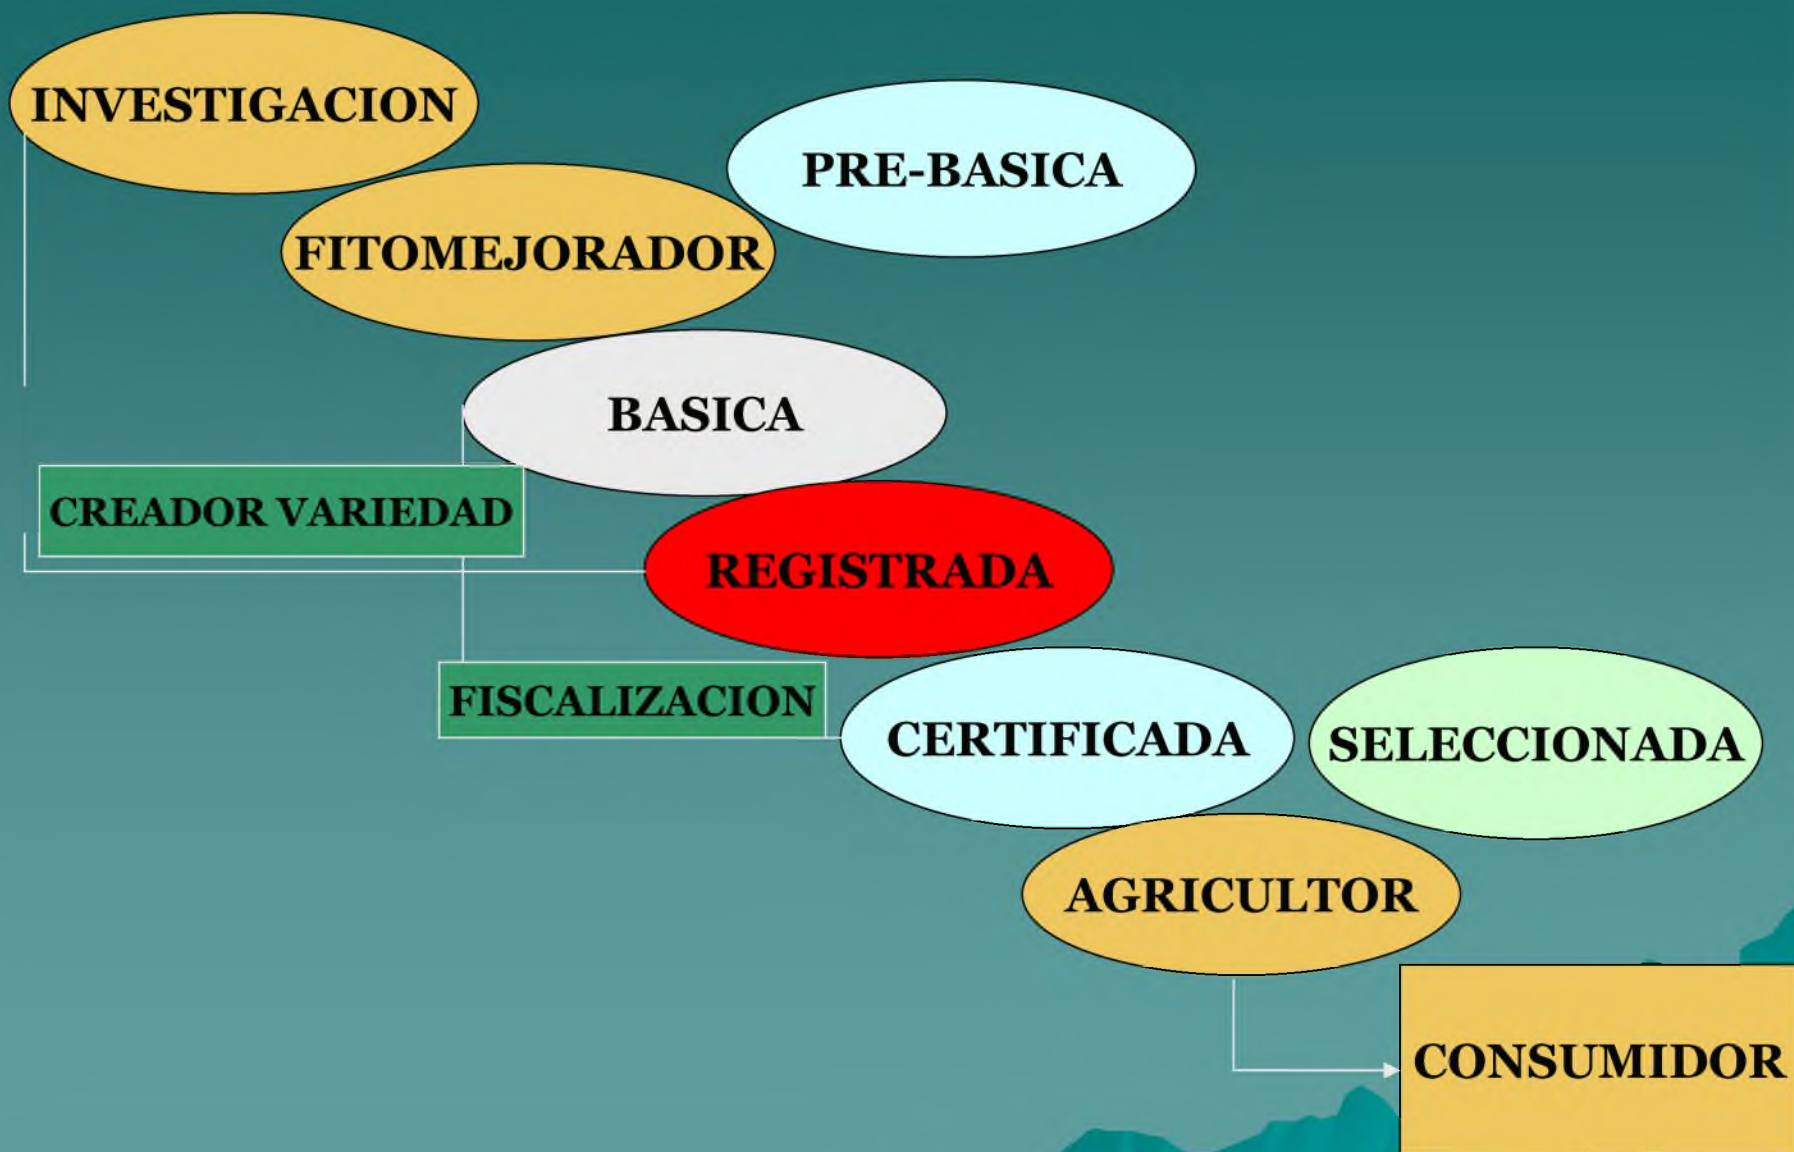 INVESTIGACION
PRE-BASICA
FITOMEJORADOR
BASICA
CREADOR VARIEDAD
REGISTRADA
FISCALIZACION
CERTIFICADA
SELECCIONADA
AGRICULTOR
CONSUMIDOR